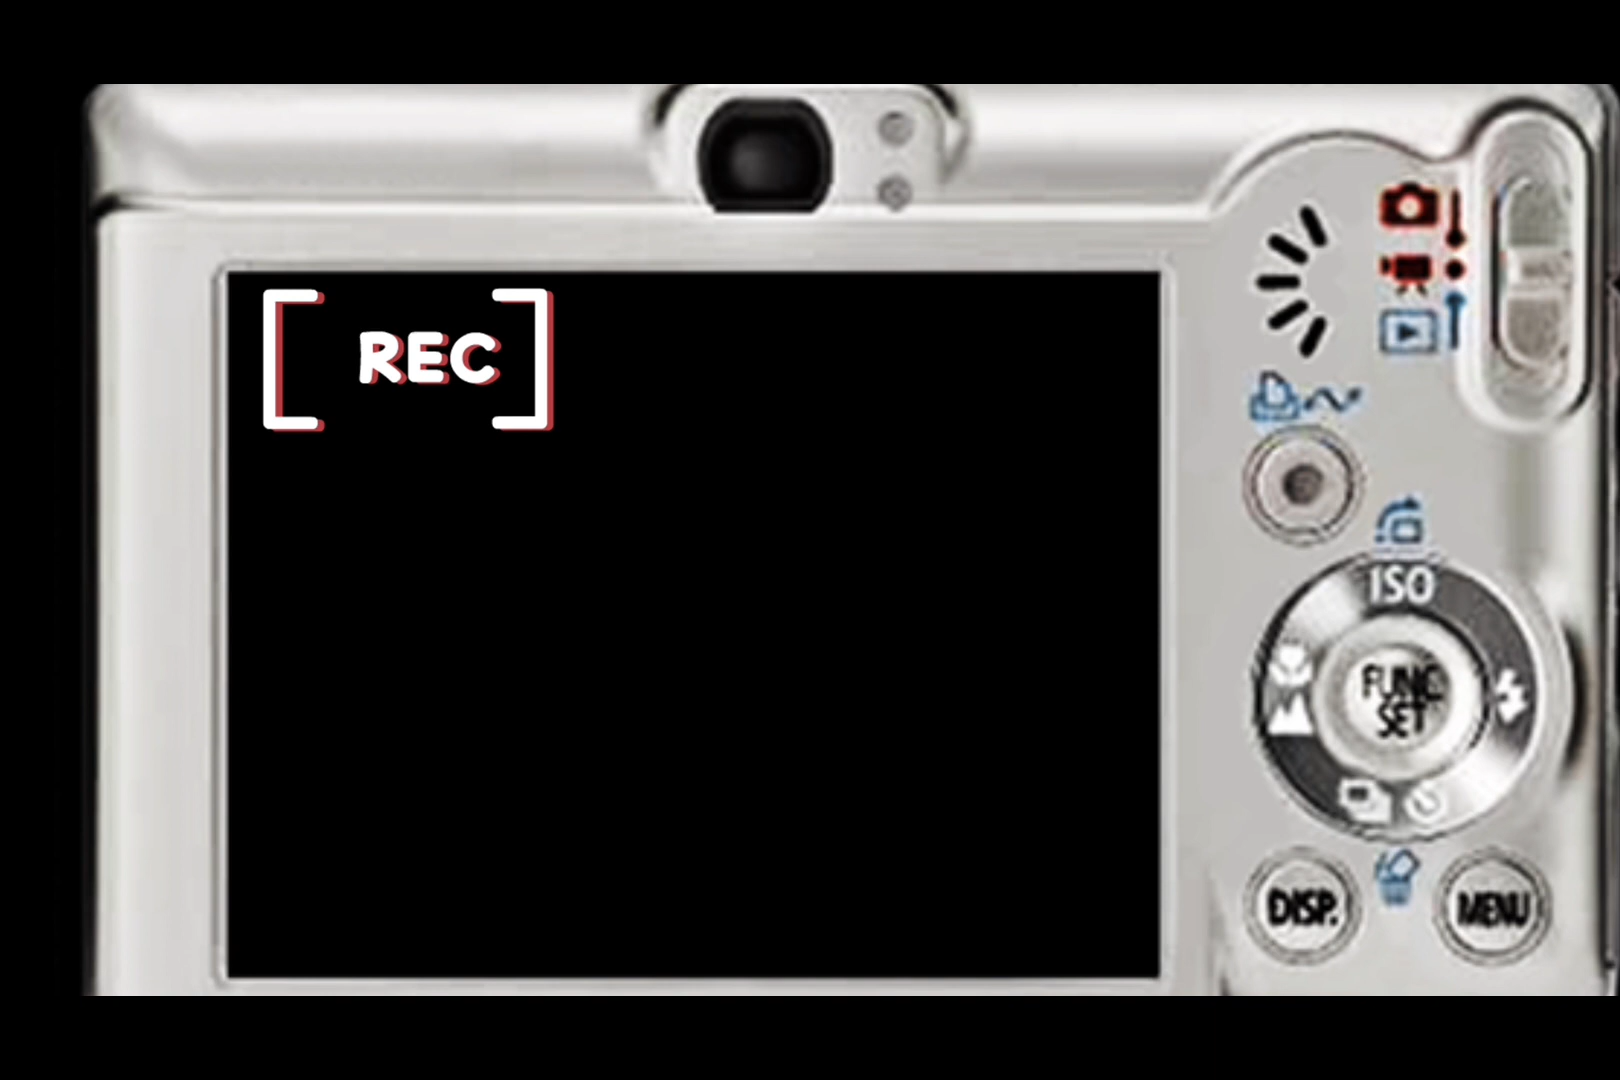 [ REC ]
ISO
FUNC.
SET
DISP.
MENU